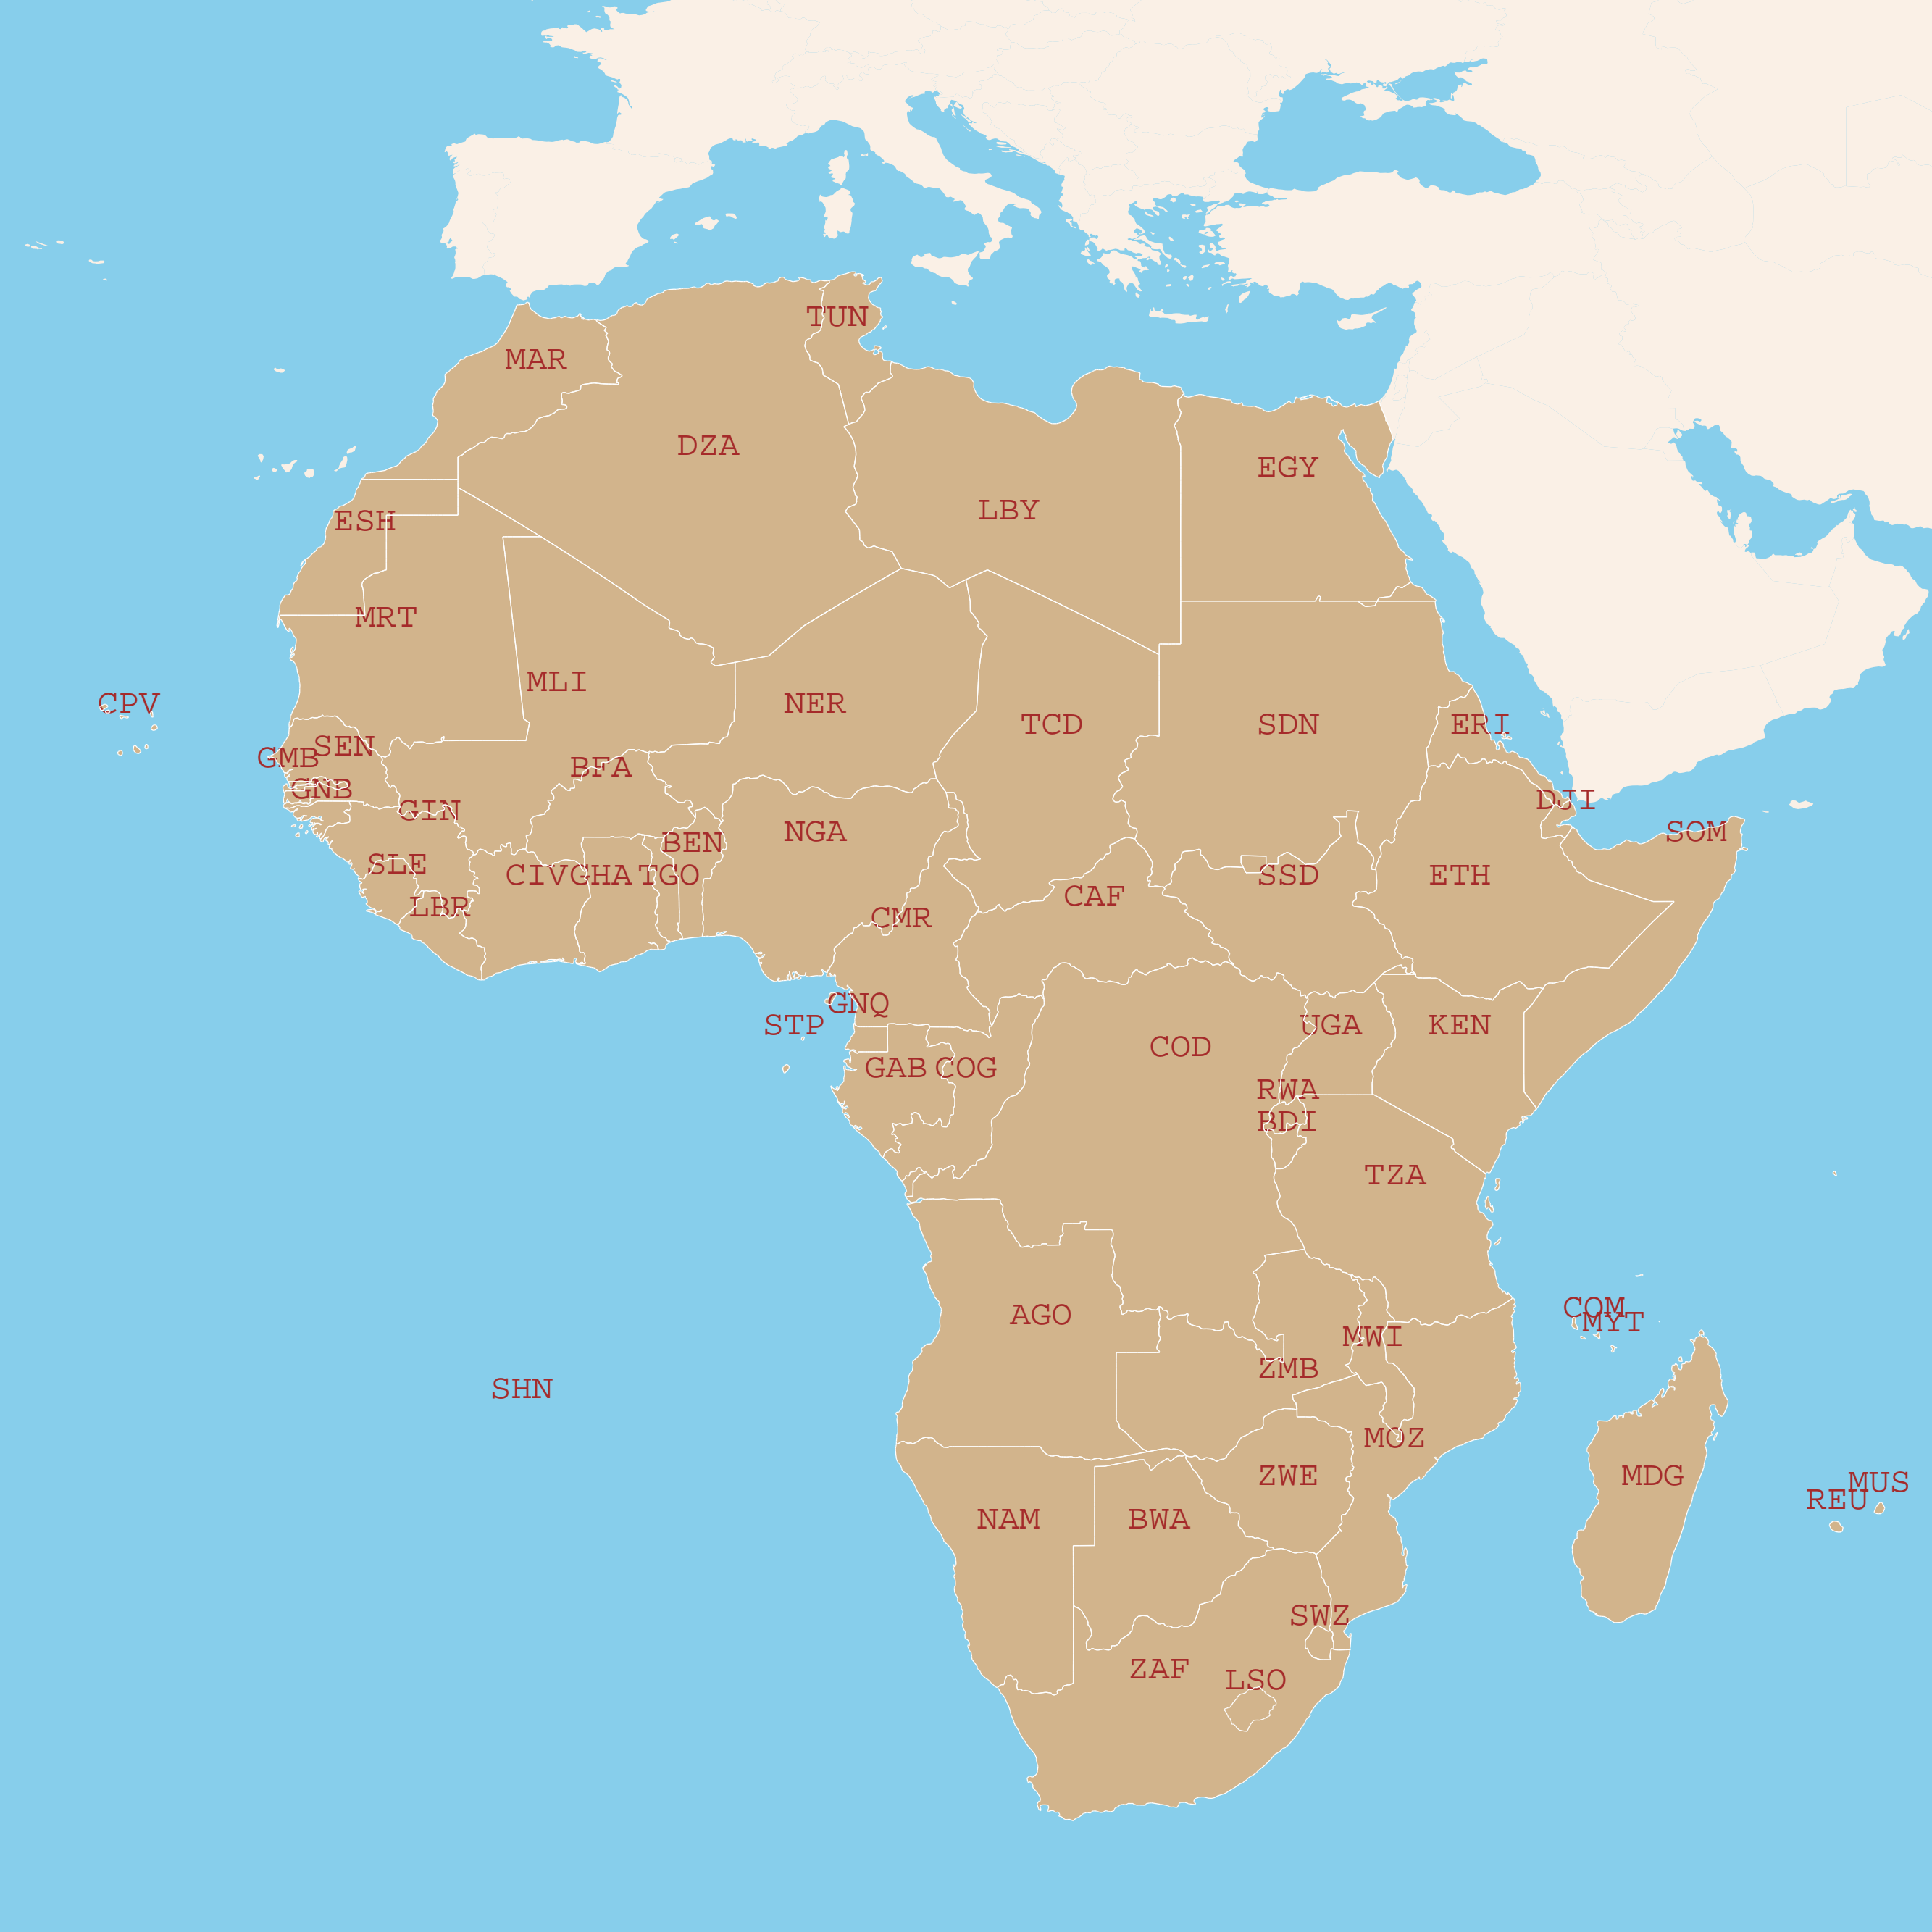 TUN
MAR
DZA
EGY
LBY
ESH
MRT
MLI
CPV
NER
TCD
SDN
ERI
SEN
GMB
BFA
GNB
DJI
GIN
NGA
SOM
BEN
SLE
CIV
GHA
TGO
SSD
ETH
CAF
LBR
CMR
GNQ
STP
UGA
KEN
COD
GAB
COG
RWA
BDI
TZA
COM
AGO
MYT
MWI
ZMB
SHN
MOZ
ZWE
MDG
MUS
REU
NAM
BWA
SWZ
ZAF
LSO